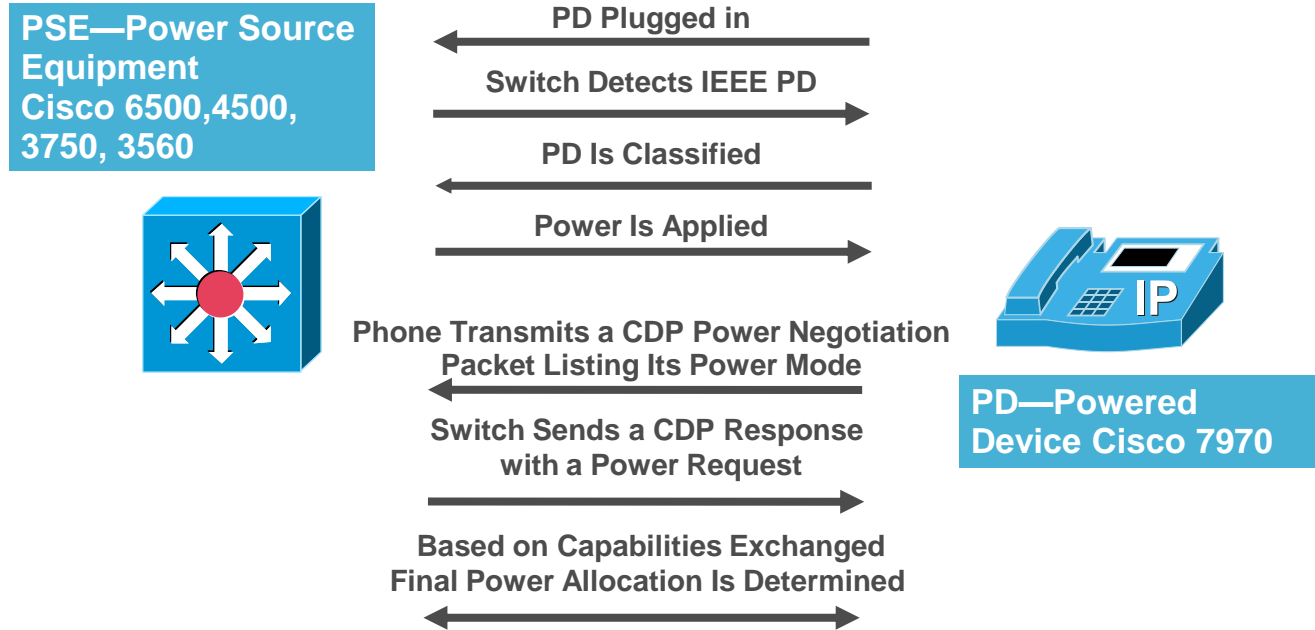 PSE—Power Source
Equipment
Cisco 6500,4500,
3750, 3560
PD Plugged in
Switch Detects IEEE PD
PD Is Classified
Power Is Applied
IP
Phone Transmits a CDP Power Negotiation
Packet Listing Its Power Mode
PD—Powered
Device Cisco 7970
Switch Sends a CDP Response
with a Power Request
Based on Capabilities Exchanged
Final Power Allocation Is Determined